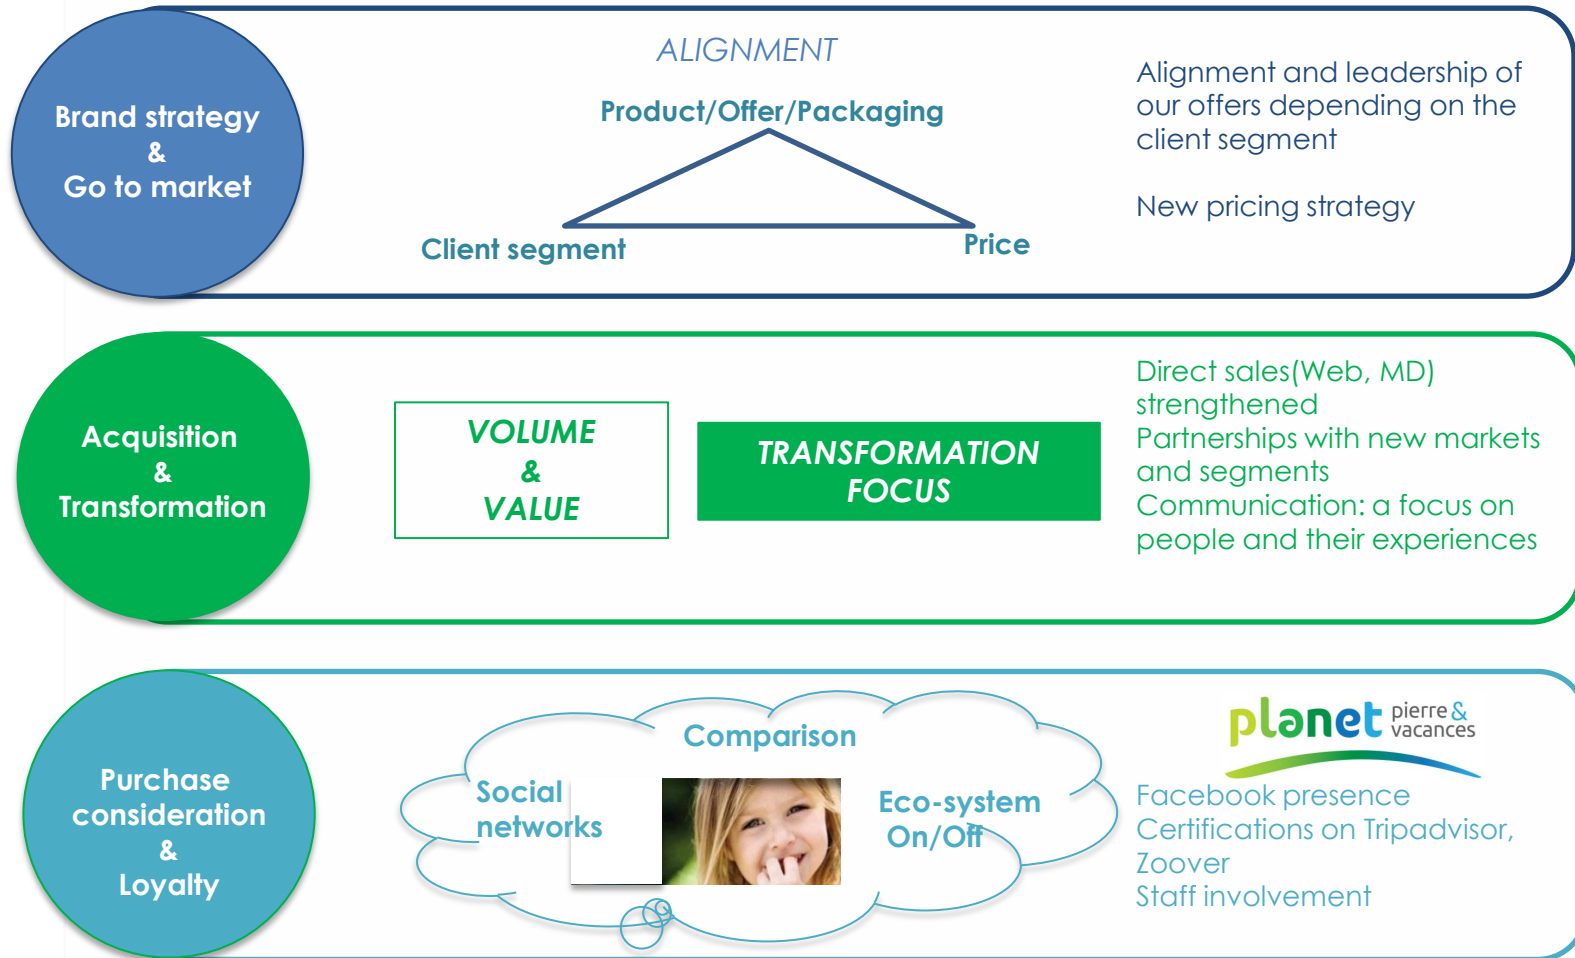 Brand strategy
&
Go to market
ALIGNMENT
Product/Offer/Packaging
Client segment
Price
Alignment and leadership of
our offers depending on the
client segment
New pricing strategy
Acquisition
&
Transformation
VOLUME
&
VALUE
TRANSFORMATION
FOCUS
Direct sales(Web, MD)
strengthened
Partnerships with new markets
and segments
Communication: a focus on
people and their experiences
Purchase
consideration
&
Loyalty
Comparison
Social
networks
Eco-system
On/Off
planet pierre &
vacances
Facebook presence
Certifications on Tripadvisor,
Zoover
Staff involvement